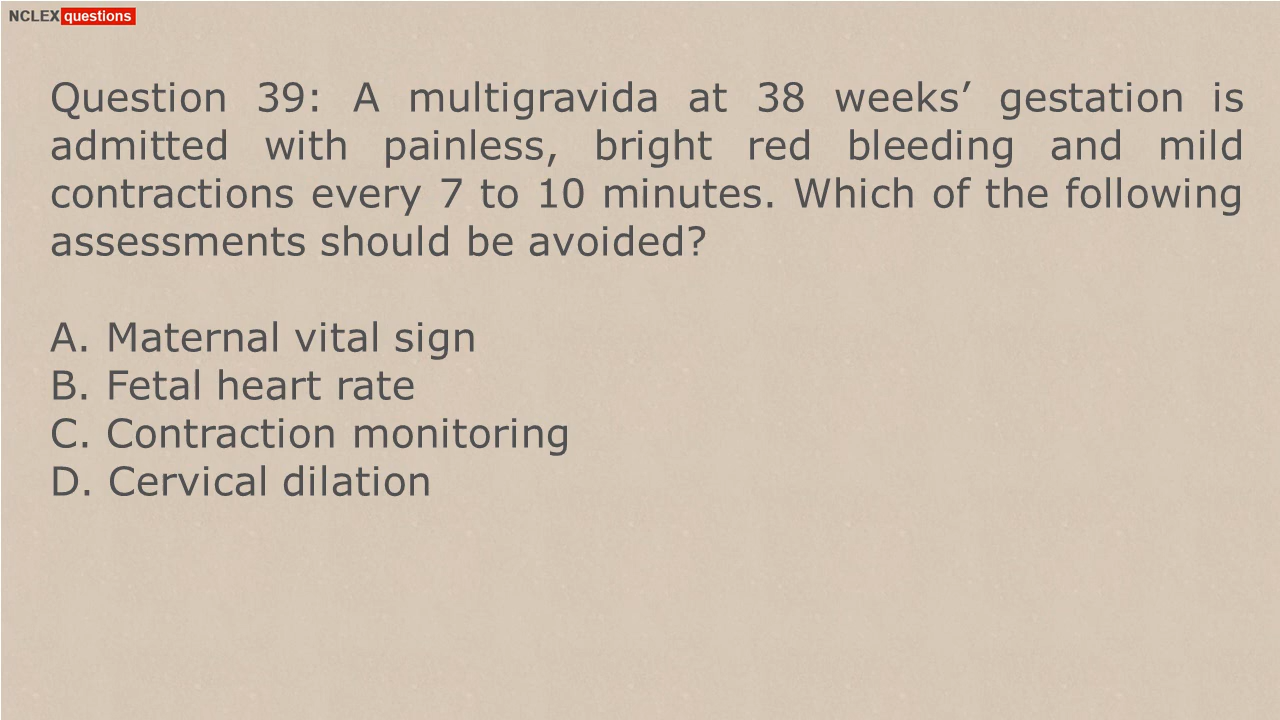 NCLEX questions
Question 39: A multigravida at 38 weeks’ gestation is
admitted with painless, bright red bleeding and mild
contractions every 7 to 10 minutes. Which of the following
assessments should be avoided?
A. Maternal vital sign
B. Fetal heart rate
C. Contraction monitoring
D. Cervical dilation